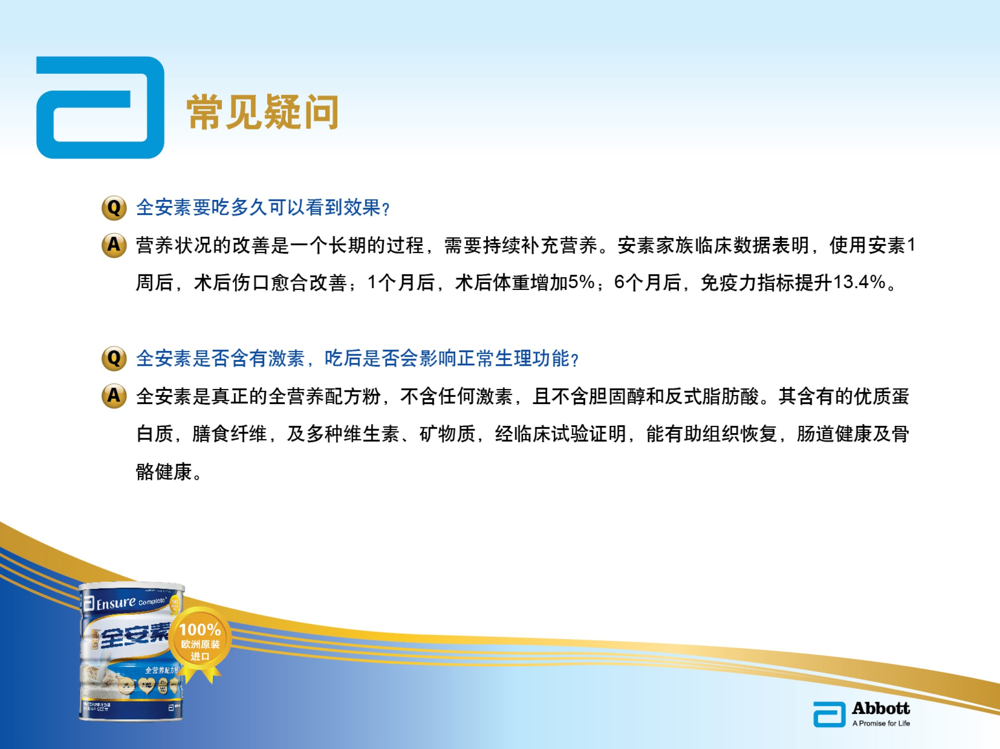 常见疑问
Q 全安素要吃多久可以看到效果?
A 营养状况的改善是一个长期的过程，需要持续补充营养。安素家族临床数据表明，使用安素1
周后，术后伤口愈合改善；1个月后，术后体重增加5%；6个月后，免疫力指标提升13.4%。
Q 全安素是否含有激素，吃后是否会影响正常生理功能?
A 全安素是真正的全营养配方粉，不含任何激素，且不含胆固醇和反式脂肪酸。其含有的优质蛋
白质，膳食纤维，及多种维生素、矿物质，经临床试验证明，能有助组织恢复，肠道健康及骨
骼健康。
Ensure Complete
全安素
100%
欧洲原装
进口
全营养配方粉
Abbott
A Promise for Life